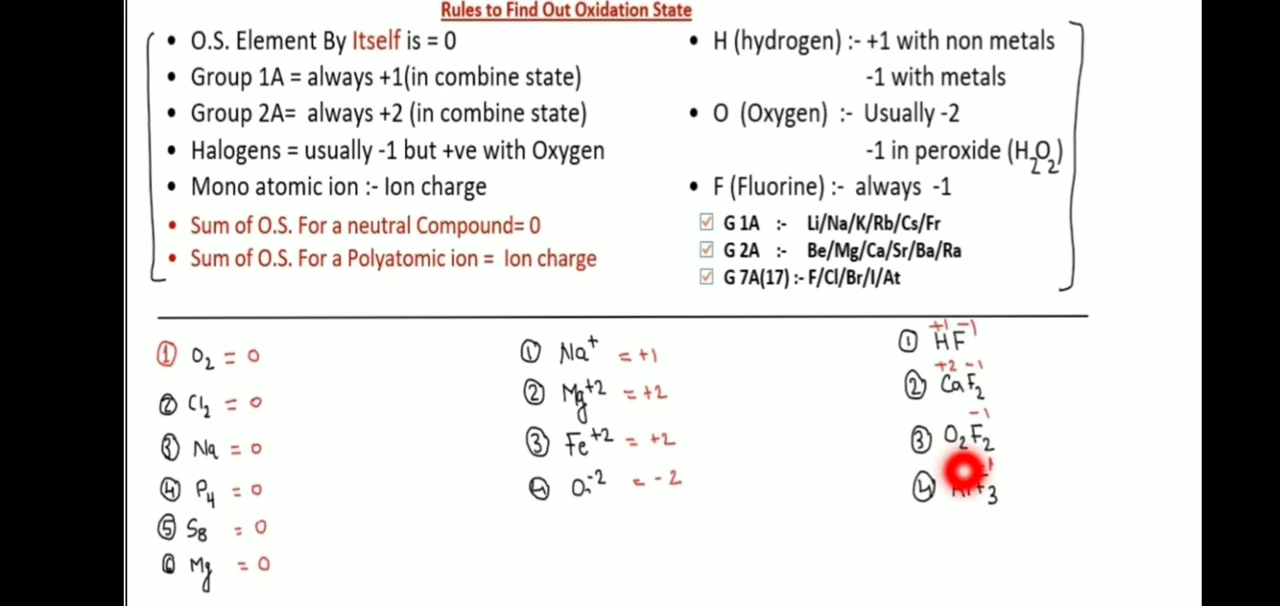 Rules to Find Out Oxidation State
• O.S. Element By Itself is = 0
• Group 1A = always +1(in combine state)
• Group 2A= always +2 (in combine state)
• Halogens = usually -1 but +ve with Oxygen
• Mono atomic ion :- Ion charge
• Sum of O.S. For a neutral Compound= 0
• Sum of O.S. For a Polyatomic ion = Ion charge
• H (hydrogen) :- +1 with non metals
-1 with metals
• O (Oxygen) :- Usually -2
-1 in peroxide (H2O2)
• F (Fluorine) :- always -1
G 1A :- Li/Na/K/Rb/Cs/Fr
G 2A :- Be/Mg/Ca/Sr/Ba/Ra
G 7A(17) :- F/Cl/Br/I/At
① O2 = 0
② Cl2 = 0
③ Na = 0
④ P4 = 0
⑤ S8 = 0
⑥ Mg = 0
① Na+ = +1
② Mg+2 = +2
③ Fe+2 = +2
④ O-2 = -2
+1 -1
① HF
+2 -1
② CaF2
-1
③ O2F2
④